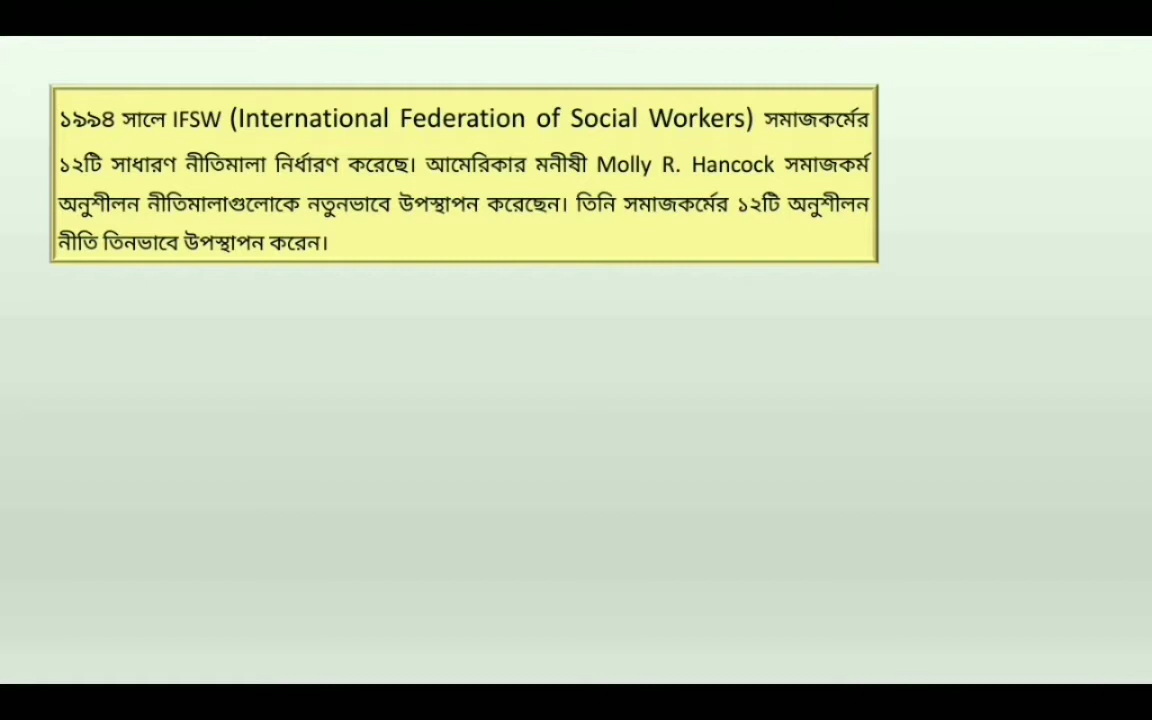 ১৯৯৪ সালে IFSW (International Federation of Social Workers) সমাজকর্মের
১২টি সাধারণ নীতিমালা নির্ধারণ করেছে। আমেরিকার মনীষী Molly R. Hancock সমাজকর্ম
অনুশীলন নীতিমালাগুলোকে নতুনভাবে উপস্থাপন করেছেন। তিনি সমাজকর্মের ১২টি অনুশীলন
নীতি তিনভাবে উপস্থাপন করেন।